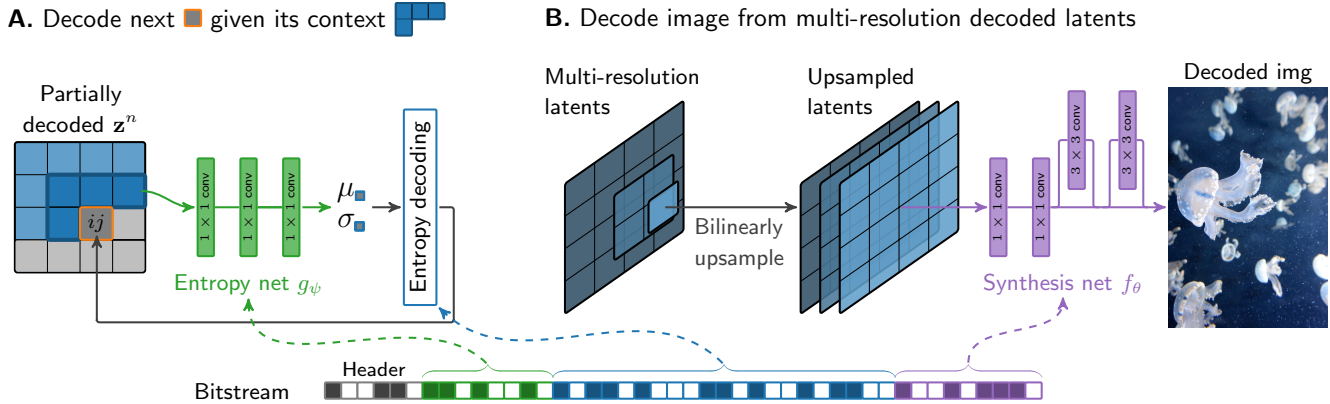 A. Decode next given its context
B. Decode image from multi-resolution decoded latents
Partially
decoded zⁿ
ij
1 × 1 conv
1 × 1 conv
1 × 1 conv
Entropy net g_ψ
μ
σ
Entropy decoding
Multi-resolution
latents
Bilinearly
upsample
Upsampled
latents
1 × 1 conv
1 × 1 conv
3 × 3 conv
3 × 3 conv
Synthesis net f_θ
Decoded img
Header
Bitstream